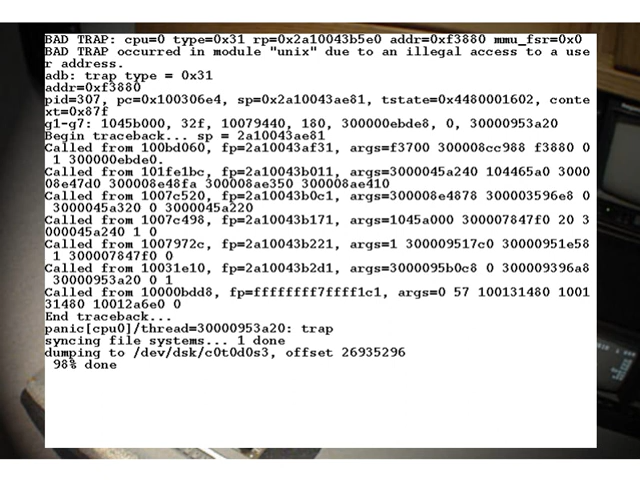 BAD TRAP: cpu=0 type=0x31 rp=0x2a10043b5e0 addr=0xf3880 mmu_fsr=0x0
BAD TRAP occurred in module "unix" due to an illegal access to a use
r address.
adb: trap type = 0x31
addr=0xf3880
pid=307, pc=0x100306e4, sp=0x2a10043ae81, tstate=0x4480001602, conte
xt=0x87f
g1-g7: 1045b000, 32f, 10079440, 180, 300000ebde8, 0, 30000953a20
Begin traceback... sp = 2a10043ae81
Called from 100bd060, fp=2a10043af31, args=f3700 300008cc988 f3880 0
1 300000ebde0.
Called from 101fe1bc, fp=2a10043b011, args=3000045a240 104465a0 3000
08e47d0 300008e48fa 300008ae350 300008ae410
Called from 1007c520, fp=2a10043b0c1, args=300008e4878 300003596e8 0
3000045a320 0 3000045a220
Called from 1007c498, fp=2a10043b171, args=1045a000 300007847f0 20 3
000045a240 1 0
Called from 1007972c, fp=2a10043b221, args=1 300009517c0 30000951e58
1 300007847f0 0
Called from 10031e10, fp=2a10043b2d1, args=3000095b0c8 0 300009396a8
30000953a20 0 1
Called from 10000bdd8, fp=ffffffff7ffff1c1, args=0 57 100131480 1001
31480 10012a6e0 0
End traceback...
panic[cpu0]/thread=30000953a20: trap
syncing file systems... 1 done
dumping to /dev/dsk/c0t0d0s3, offset 26935296
98% done